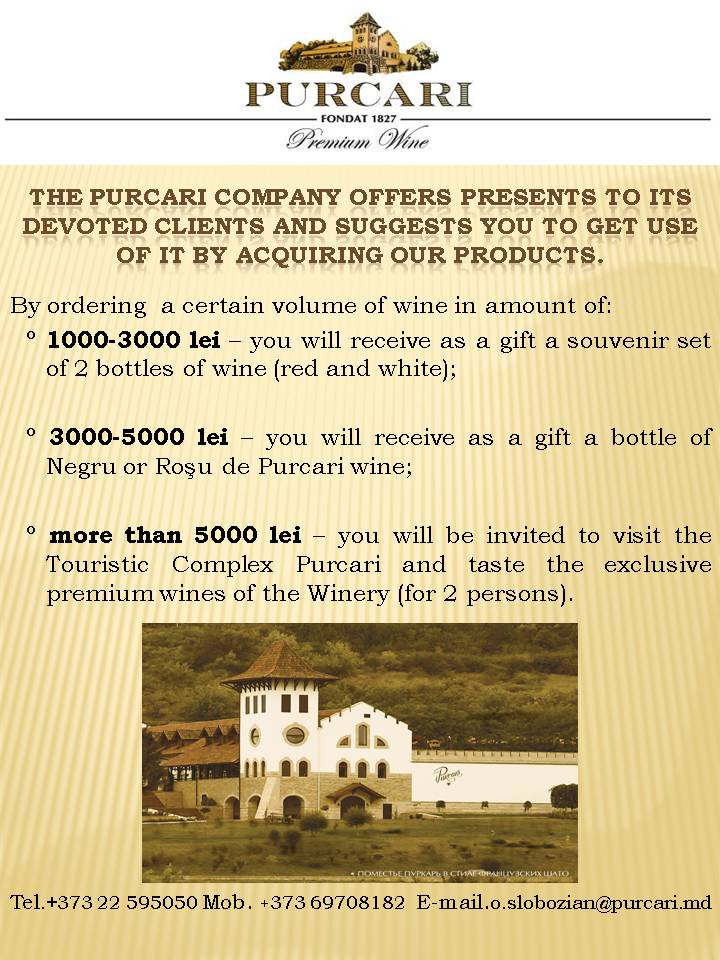 PURCARI
FONDAT 1827
Premium Wine
THE PURCARI COMPANY OFFERS PRESENTS TO ITS
DEVOTED CLIENTS AND SUGGESTS YOU TO GET USE
OF IT BY ACQUIRING OUR PRODUCTS.
By ordering a certain volume of wine in amount of:
º 1000-3000 lei – you will receive as a gift a souvenir set
of 2 bottles of wine (red and white);
º 3000-5000 lei – you will receive as a gift a bottle of
Negru or Roşu de Purcari wine;
º more than 5000 lei – you will be invited to visit the
Touristic Complex Purcari and taste the exclusive
premium wines of the Winery (for 2 persons).
Purcari
• ПОМЕСТЬЕ ПУРКАРЬ В СТИЛЕ ФРАНЦУЗСКИХ ШАТО
Tel.+373 22 595050 Mob. +373 69708182 E-mail.o.slobozian@purcari.md